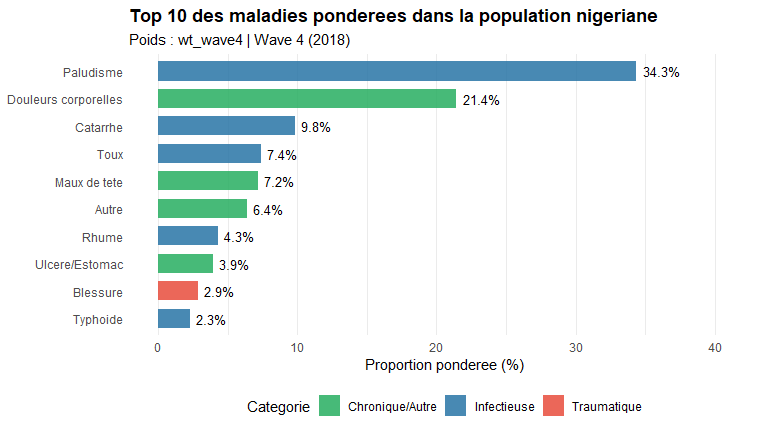 Top 10 des maladies ponderees dans la population nigeriane
Poids : wt_wave4 | Wave 4 (2018)
Paludisme 34.3%
Douleurs corporelles 21.4%
Catarrhe 9.8%
Toux 7.4%
Maux de tete 7.2%
Autre 6.4%
Rhume 4.3%
Ulcere/Estomac 3.9%
Blessure 2.9%
Typhoide 2.3%
0 10 20 30 40
Proportion ponderee (%)
Categorie Chronique/Autre Infectieuse Traumatique